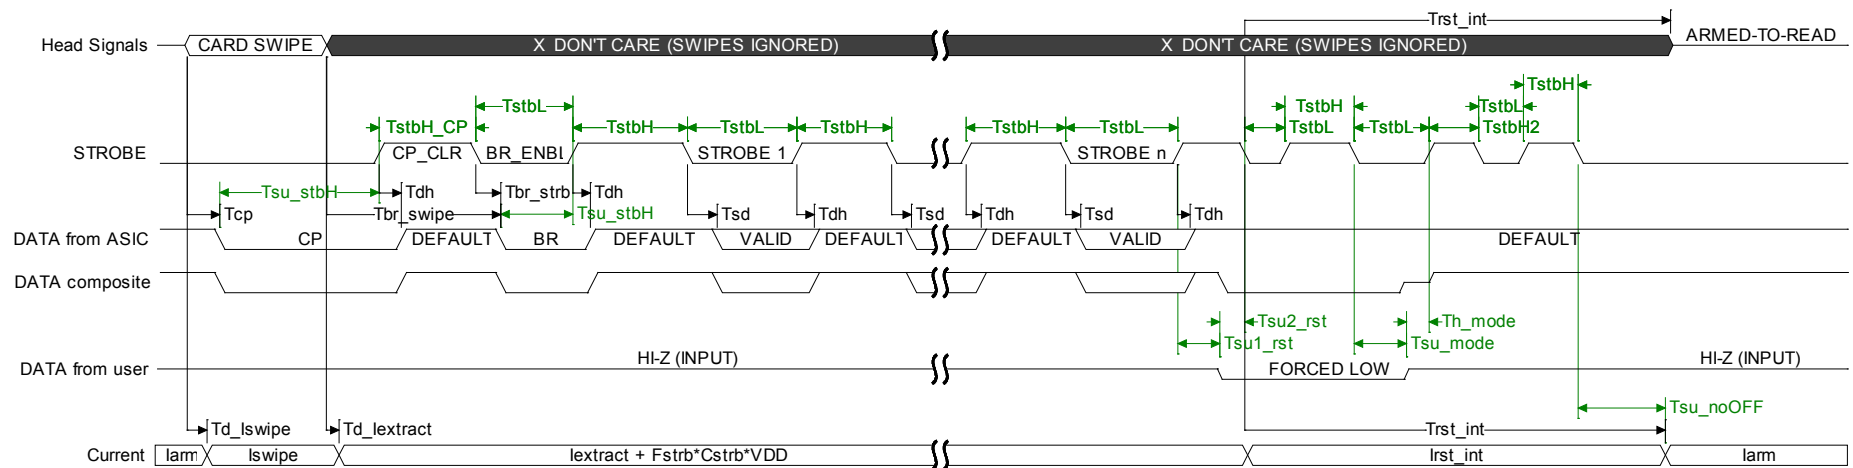 Trst_int
Head Signals CARD SWIPE X DON'T CARE (SWIPES IGNORED) X DON'T CARE (SWIPES IGNORED) ARMED-TO-READ
TstbH
TstbL TstbH TstbL
TstbH_CP TstbH TstbL TstbH TstbH TstbL TstbL TstbL TstbH2
STROBE CP_CLR BR_ENBL STROBE 1 STROBE n
Tsu_stbH Tdh Tbr_strb Tdh
Tcp Tbr_swipe Tsu_stbH Tsd Tdh Tsd Tdh Tsd Tdh
DATA from ASIC CP DEFAULT BR DEFAULT VALID DEFAULT DEFAULT VALID DEFAULT
DATA composite
Tsu2_rst Th_mode
Tsu1_rst Tsu_mode
HI-Z (INPUT) HI-Z (INPUT)
DATA from user FORCED LOW
Tsu_noOFF
Td_Iswipe Td_Iextract Trst_int
Current Iarm Iswipe Iextract + Fstrb*Cstrb*VDD Irst_int Iarm